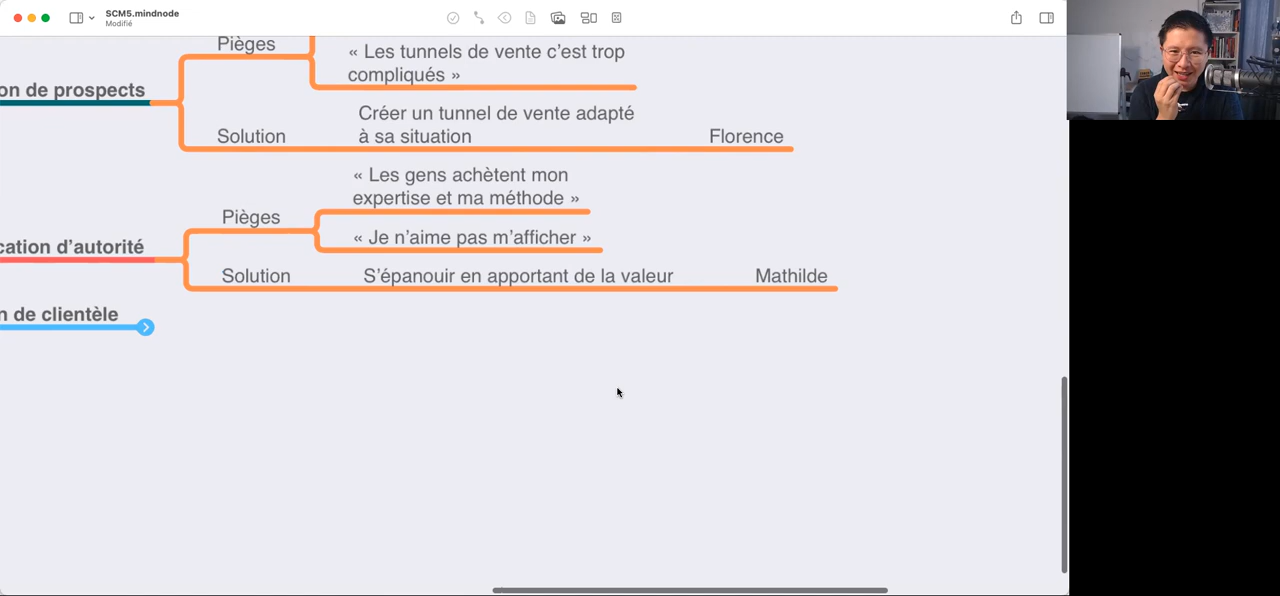 SCM5.mindnode
Modifié
Pièges
« Les tunnels de vente c’est trop
compliqués »
on de prospects
Créer un tunnel de vente adapté
à sa situation
Solution
Florence
« Les gens achètent mon
expertise et ma méthode »
Pièges
« Je n’aime pas m’afficher »
cation d’autorité
Solution
S’épanouir en apportant de la valeur
Mathilde
n de clientèle